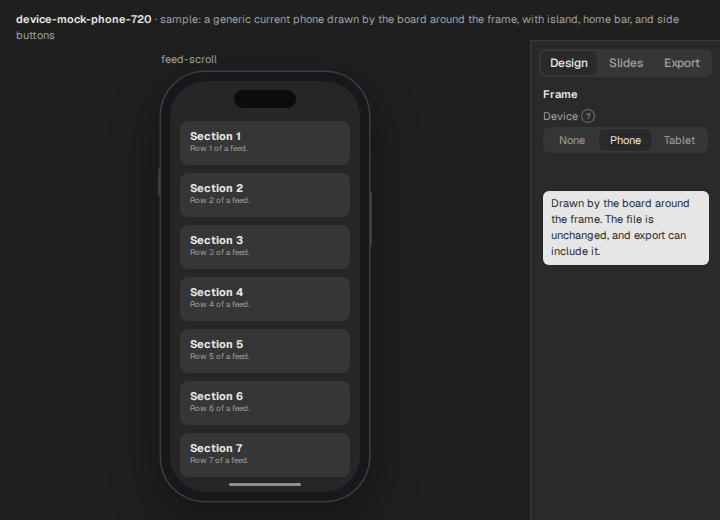 device-mock-phone-720 · sample: a generic current phone drawn by the board around the frame, with island, home bar, and side
buttons
feed-scroll
Section 1
Row 1 of a feed.
Section 2
Row 2 of a feed.
Section 3
Row 3 of a feed.
Section 4
Row 4 of a feed.
Section 5
Row 5 of a feed.
Section 6
Row 6 of a feed.
Section 7
Row 7 of a feed.
Design Slides Export
Frame
Device ?
None Phone Tablet
Drawn by the board around
the frame. The file is
unchanged, and export can
include it.